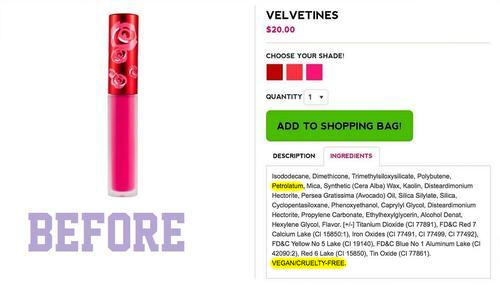 VELVETINES
$20.00
CHOOSE YOUR SHADE!
QUANTITY 1
ADD TO SHOPPING BAG!
DESCRIPTION INGREDIENTS
Isododecane, Dimethicone, Trimethylsiloxysilicate, Polybutene,
Petrolatum, Mica, Synthetic (Cera Alba) Wax, Kaolin, Disteardimonium
Hectorite, Persea Gratissima (Avocado) Oil, Silica Silylate, Silica,
Cyclopentasiloxane, Phenoxyethanol, Caprylyl Glycol, Disteardimonium
Hectorite, Propylene Carbonate, Ethylhexylglycerin, Alcohol Denat,
Hexylene Glycol, Flavor. [+/-] Titanium Dioxide (CI 77891), FD&C Red 7
Calcium Lake (CI 15850:1), Iron Oxides (CI 77491, CI 77499, CI 77492),
FD&C Yellow No 5 Lake (CI 19140), FD&C Blue No 1 Aluminum Lake (CI
42090:2), Red 6 Lake (CI 15850), Tin Oxide (CI 77861).
VEGAN/CRUELTY-FREE.
BEFORE